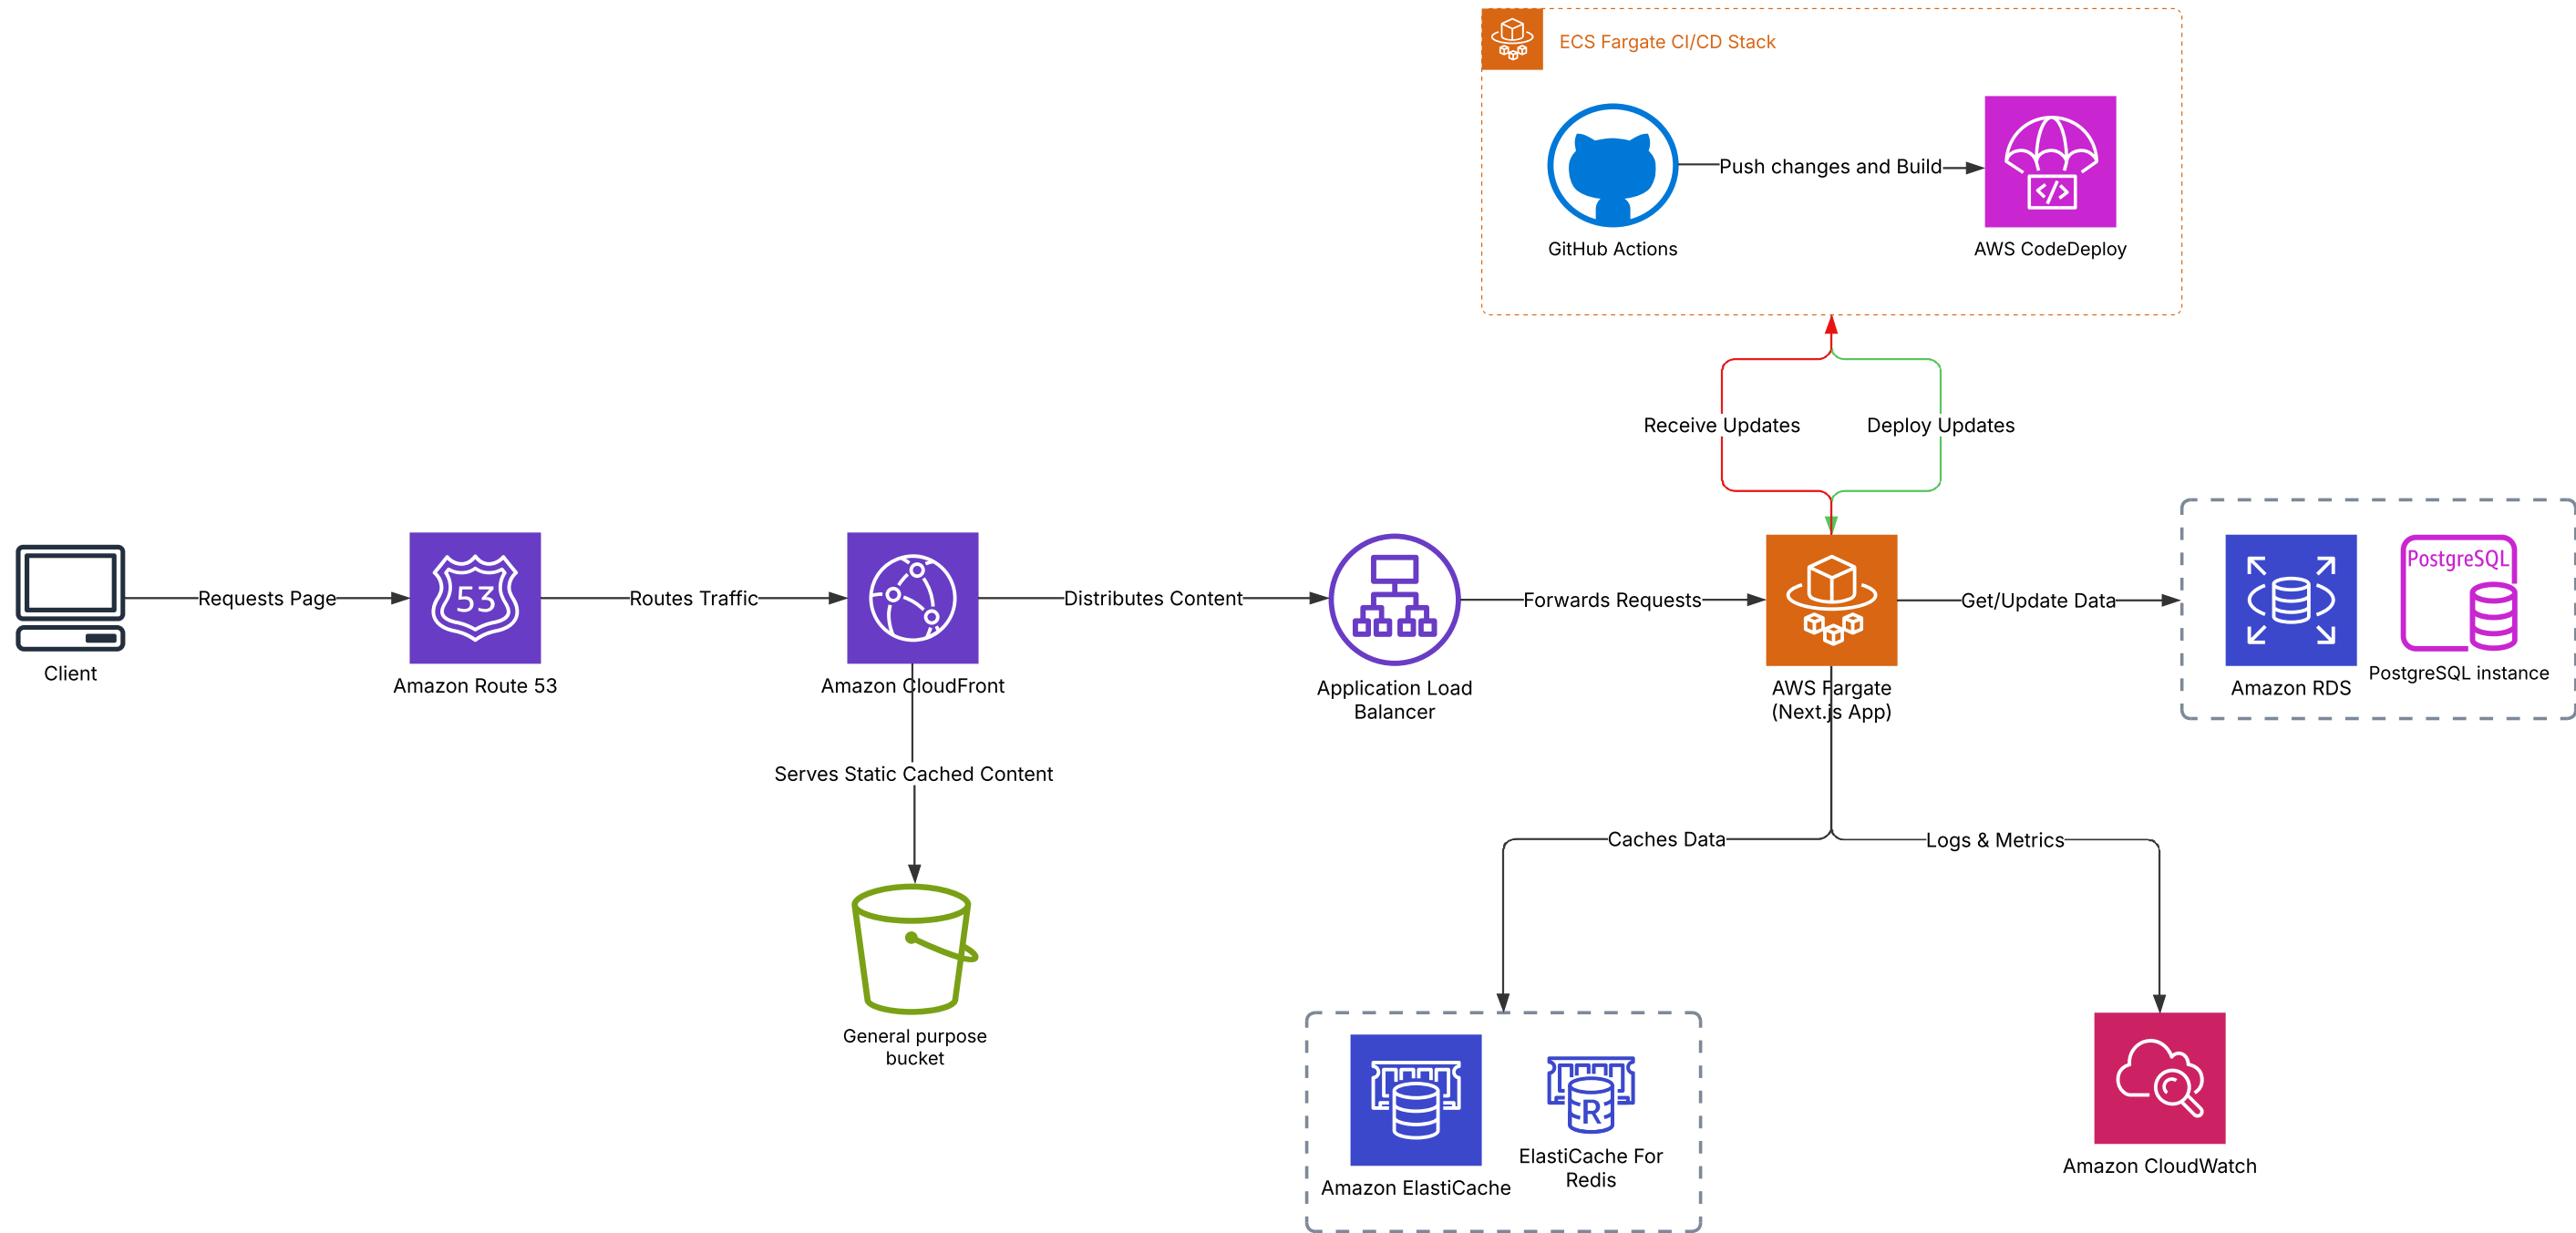 ECS Fargate CI/CD Stack
Push changes and Build
GitHub Actions
AWS CodeDeploy
Receive Updates
Deploy Updates
Client
Requests Page
53
Amazon Route 53
Routes Traffic
Amazon CloudFront
Distributes Content
Application Load
Balancer
Forwards Requests
AWS Fargate
(Next.js App)
Get/Update Data
Amazon RDS
PostgreSQL
PostgreSQL instance
Serves Static Cached Content
General purpose
bucket
Caches Data
Logs & Metrics
Amazon ElastiCache
R
ElastiCache For
Redis
Amazon CloudWatch